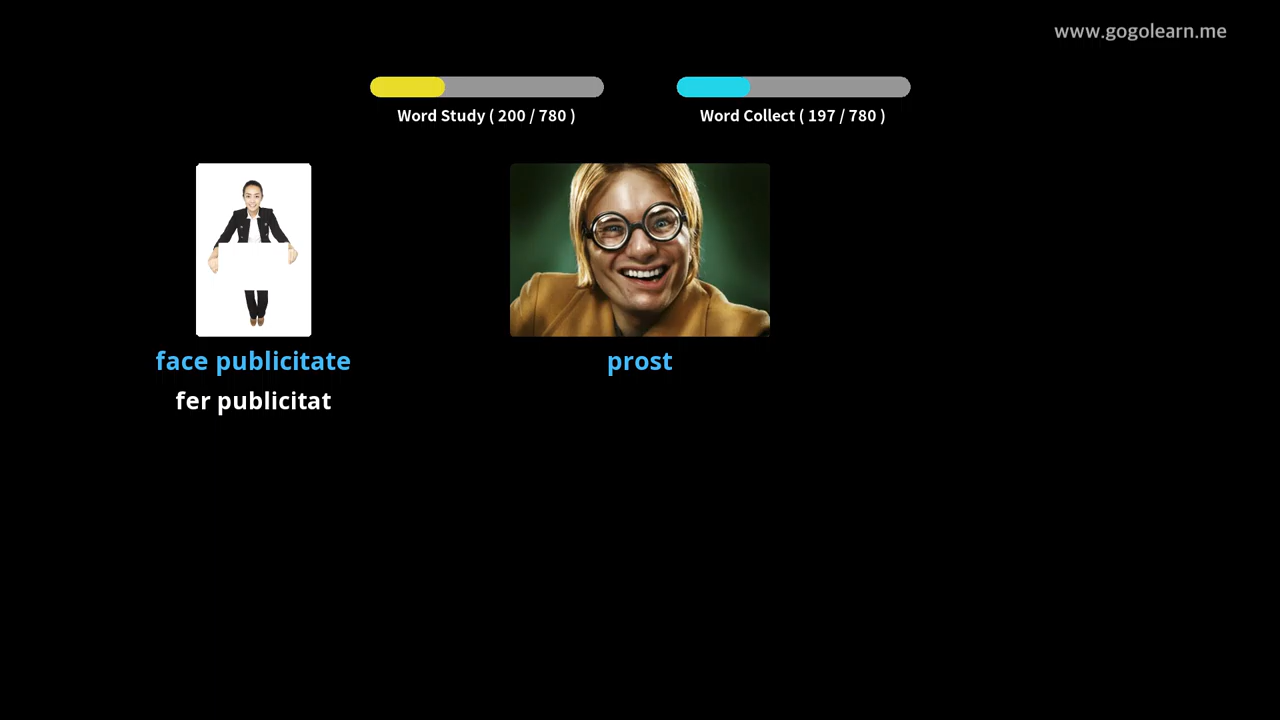 www.gogolearn.me
Word Study ( 200 / 780 )
Word Collect ( 197 / 780 )
face publicitate
prost
fer publicitat